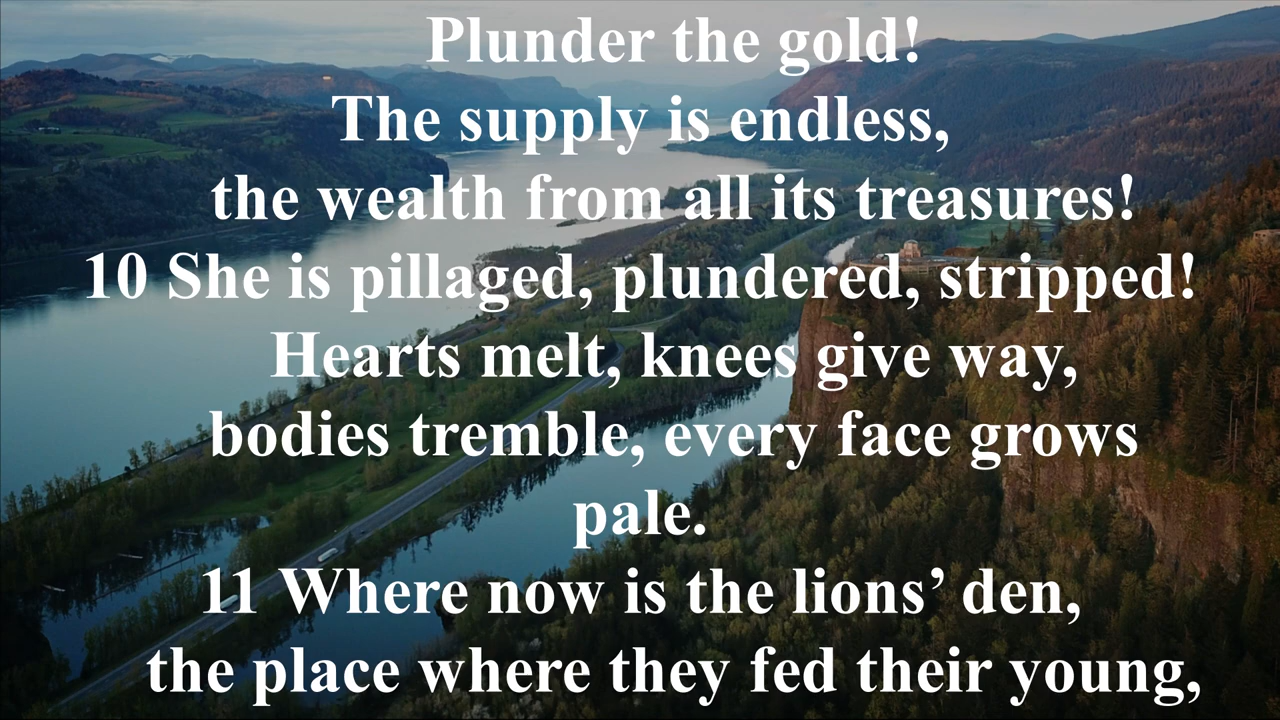 Plunder the gold!
The supply is endless,
the wealth from all its treasures!
10 She is pillaged, plundered, stripped!
Hearts melt, knees give way,
bodies tremble, every face grows
pale.
11 Where now is the lions’ den,
the place where they fed their young,